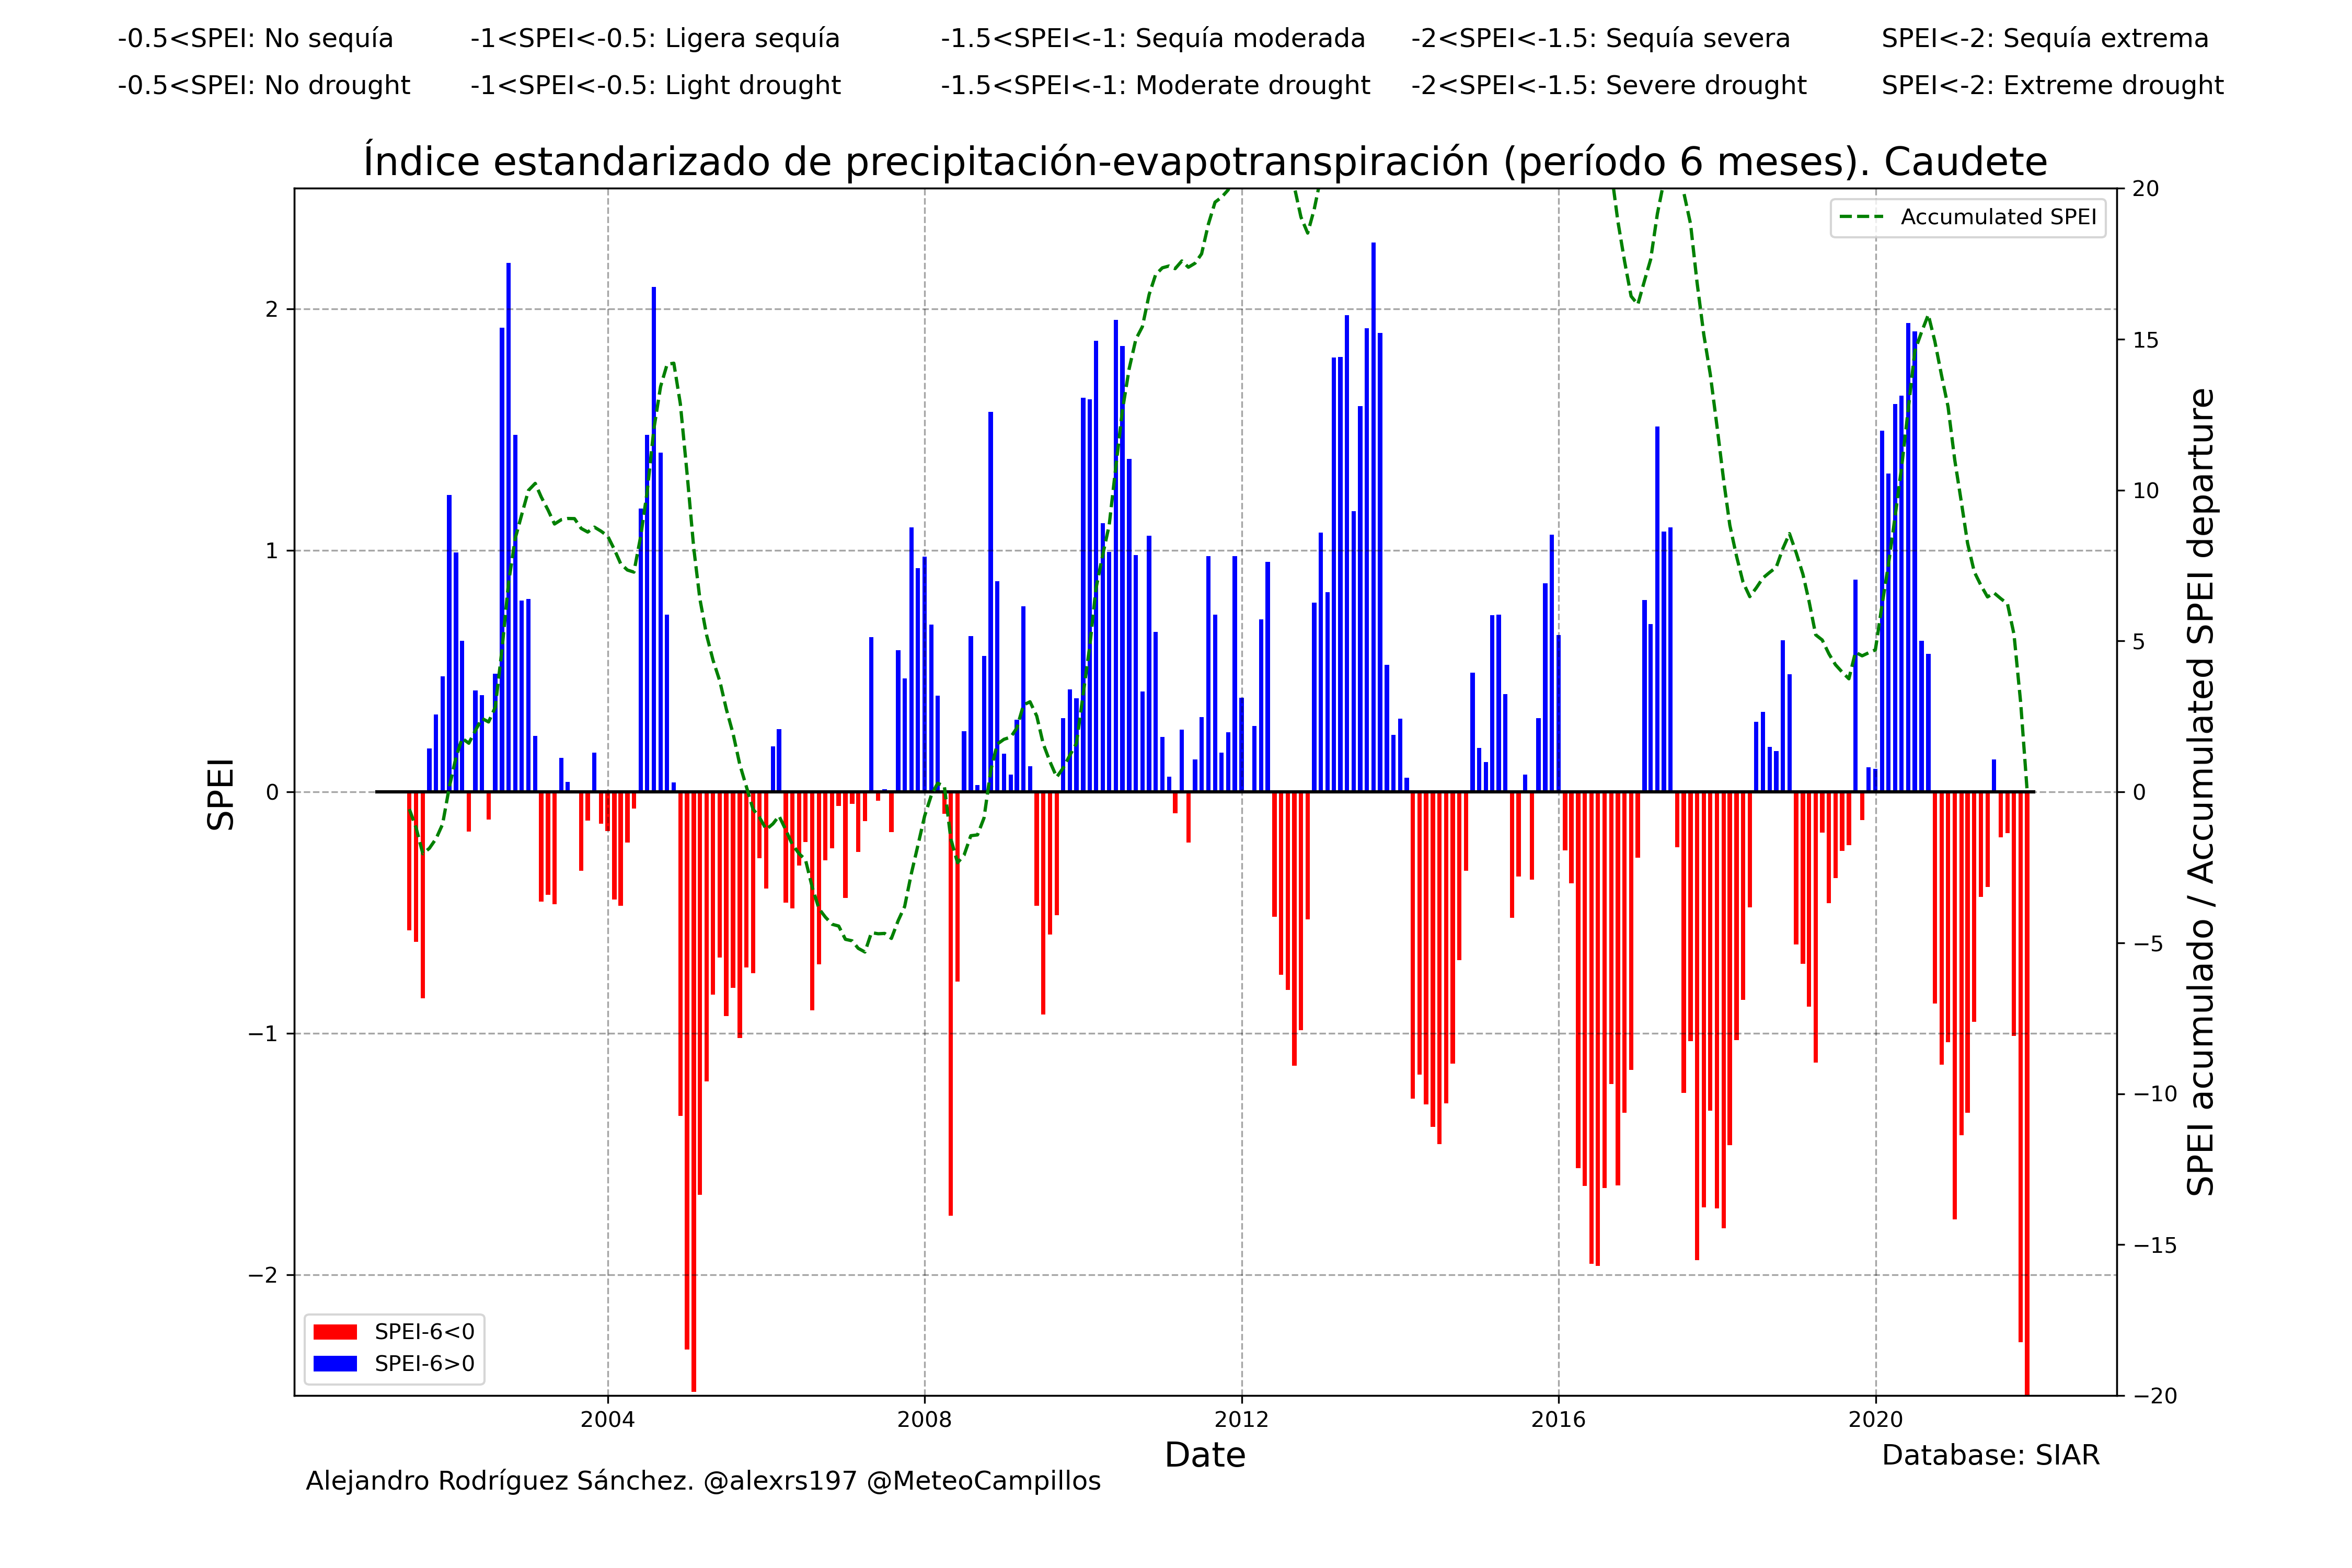 -0.5<SPEI: No sequía -1<SPEI<-0.5: Ligera sequía -1.5<SPEI<-1: Sequía moderada -2<SPEI<-1.5: Sequía severa SPEI<-2: Sequía extrema
-0.5<SPEI: No drought -1<SPEI<-0.5: Light drought -1.5<SPEI<-1: Moderate drought -2<SPEI<-1.5: Severe drought SPEI<-2: Extreme drought
Índice estandarizado de precipitación-evapotranspiración (período 6 meses). Caudete
Accumulated SPEI
SPEI
2
1
0
−1
−2
20
15
10
5
0
−5
−10
−15
−20
SPEI acumulado / Accumulated SPEI departure
SPEI-6<0
SPEI-6>0
2004 2008 2012 2016 2020
Date
Database: SIAR
Alejandro Rodríguez Sánchez. @alexrs197 @MeteoCampillos